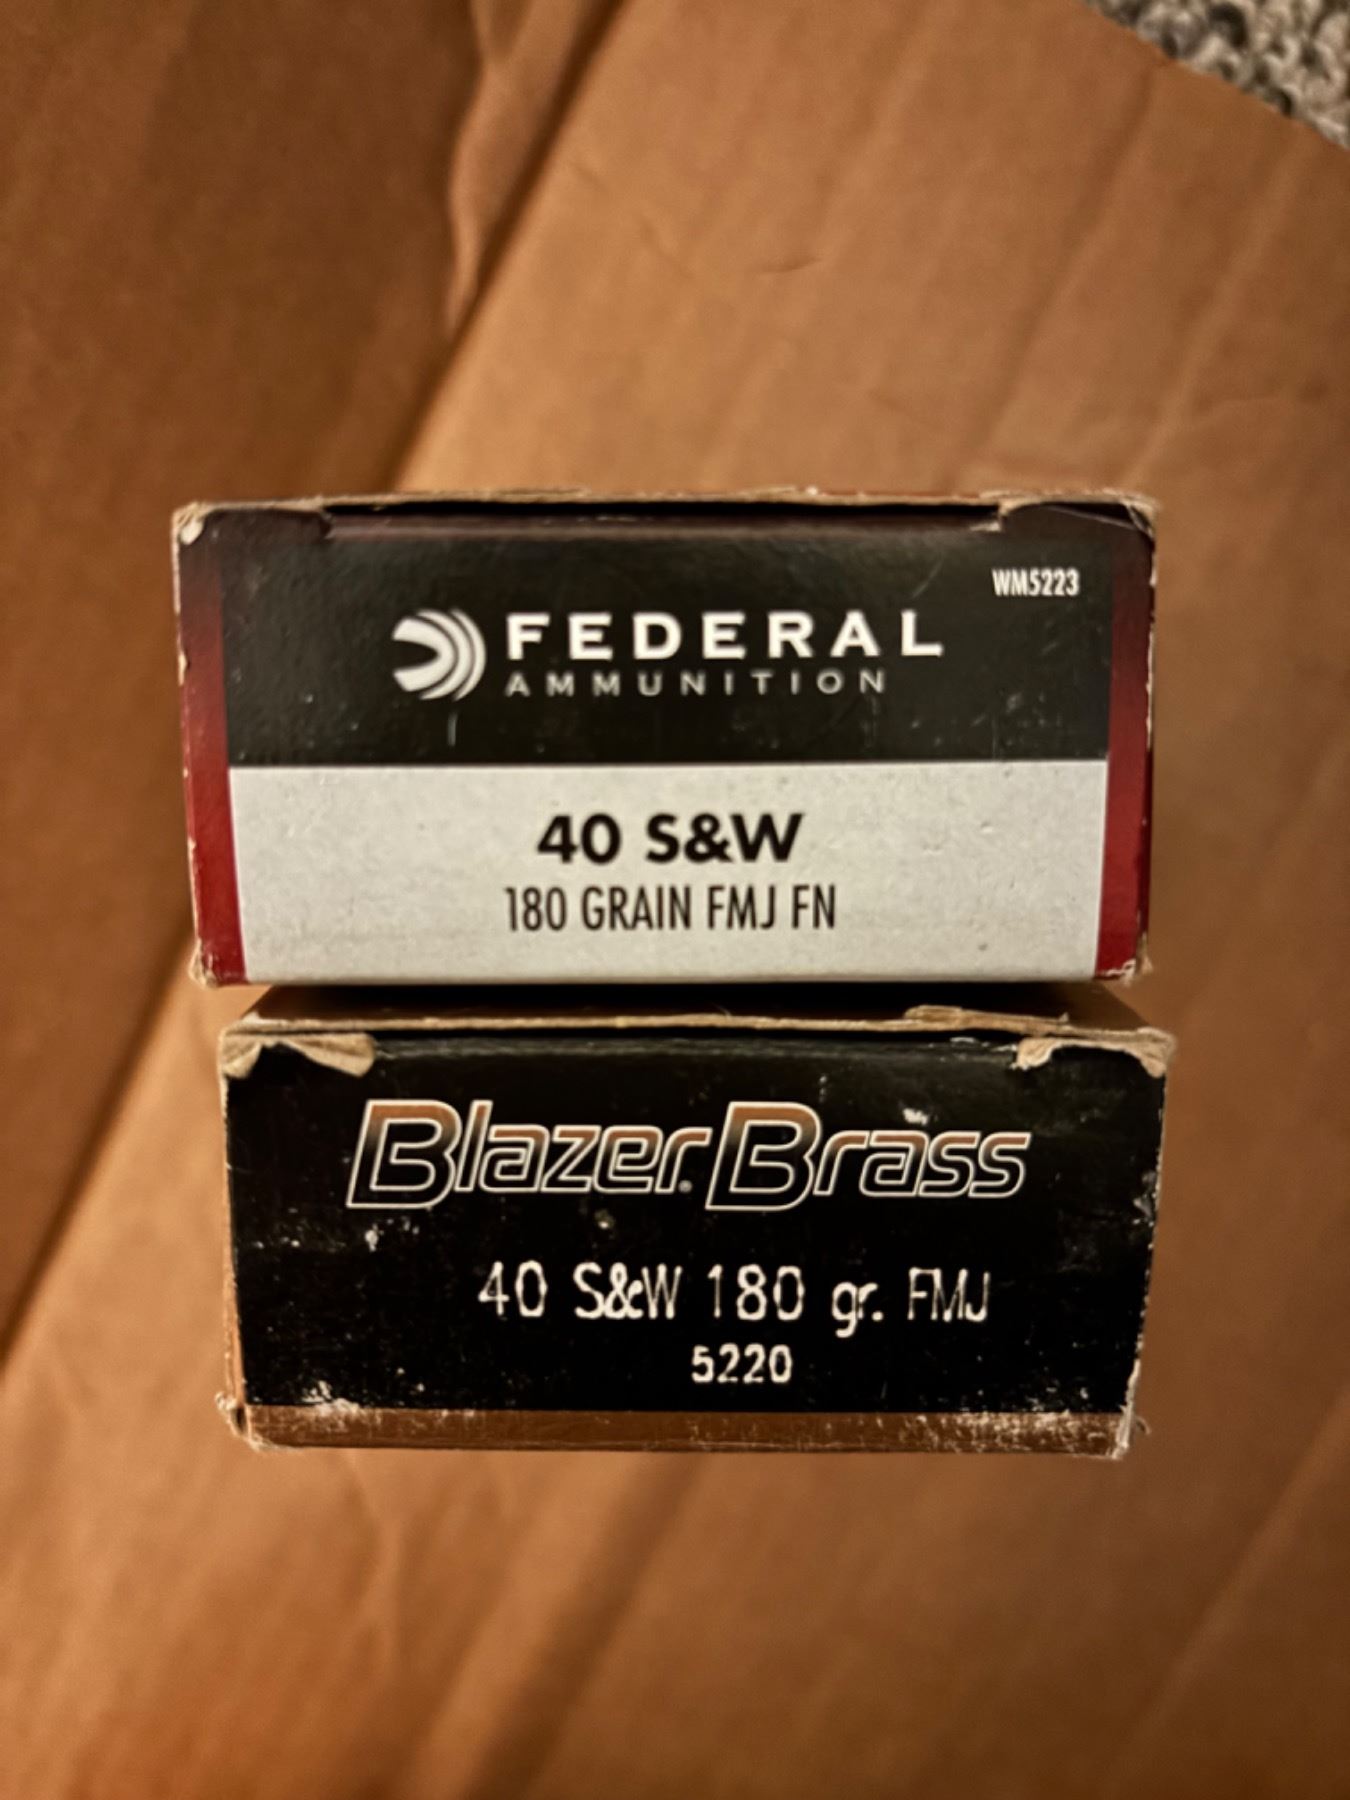 WM5223
FEDERAL
AMMUNITION
40 S&W
180 GRAIN FMJ FN
Blazer® Brass
40 S&W 180 gr. FMJ
5220